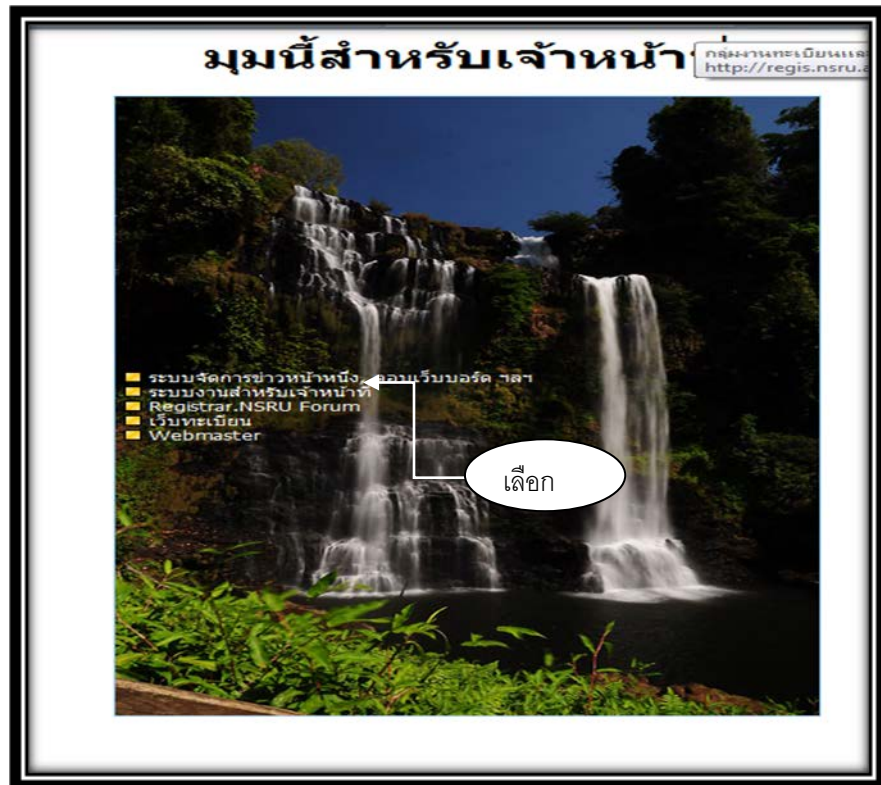 มุมนี้สำหรับเจ้าหน้า
กลุ่มงานทะเบียนและ
http://regis.nsru.a
ระบบจัดการข่าวหน้าหนึ่ง ตอบเว็บบอร์ด ฯลฯ
ระบบงานสำหรับเจ้าหน้าที่
Registrar.NSRU Forum
เว็บทะเบียน
Webmaster
เลือก